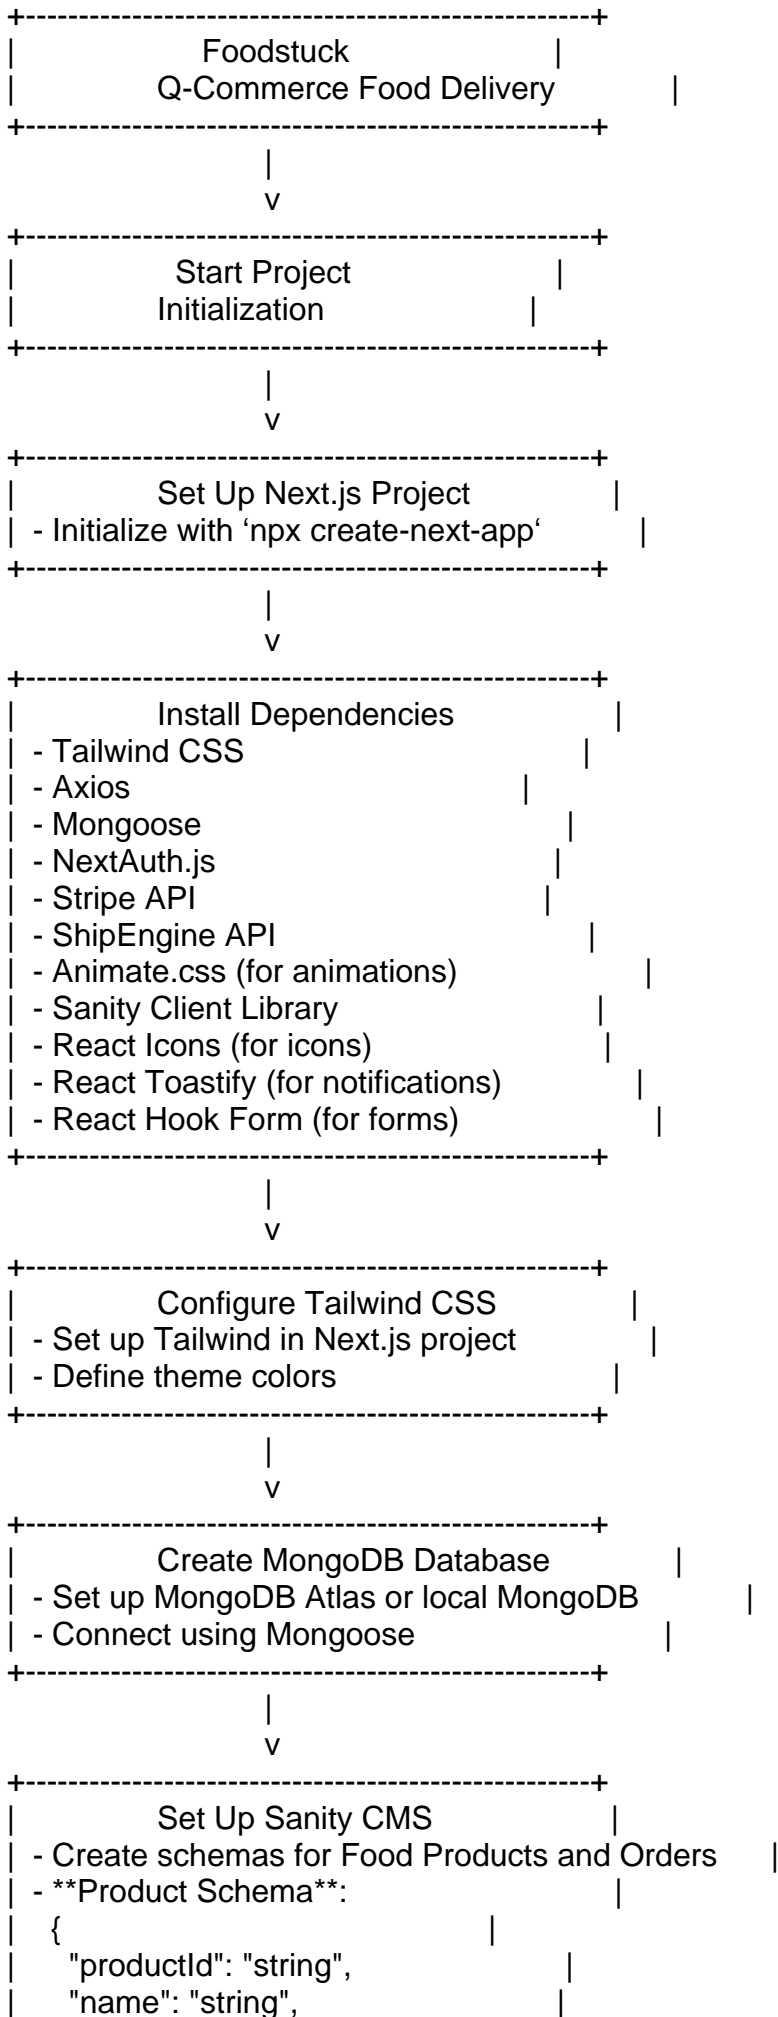 +-----------------------------------------------------+
| Foodstuck |
| Q-Commerce Food Delivery |
+-----------------------------------------------------+
|
v
+-----------------------------------------------------+
| Start Project |
| Initialization |
+-----------------------------------------------------+
|
v
+-----------------------------------------------------+
| Set Up Next.js Project |
| - Initialize with ‘npx create-next-app‘ |
+-----------------------------------------------------+
|
v
+-----------------------------------------------------+
| Install Dependencies |
| - Tailwind CSS |
| - Axios |
| - Mongoose |
| - NextAuth.js |
| - Stripe API |
| - ShipEngine API |
| - Animate.css (for animations) |
| - Sanity Client Library |
| - React Icons (for icons) |
| - React Toastify (for notifications) |
| - React Hook Form (for forms) |
+-----------------------------------------------------+
|
v
+-----------------------------------------------------+
| Configure Tailwind CSS |
| - Set up Tailwind in Next.js project |
| - Define theme colors |
+-----------------------------------------------------+
|
v
+-----------------------------------------------------+
| Create MongoDB Database |
| - Set up MongoDB Atlas or local MongoDB |
| - Connect using Mongoose |
+-----------------------------------------------------+
|
v
+-----------------------------------------------------+
| Set Up Sanity CMS |
| - Create schemas for Food Products and Orders |
| - **Product Schema**: |
| { |
| "productId": "string", |
| "name": "string", |